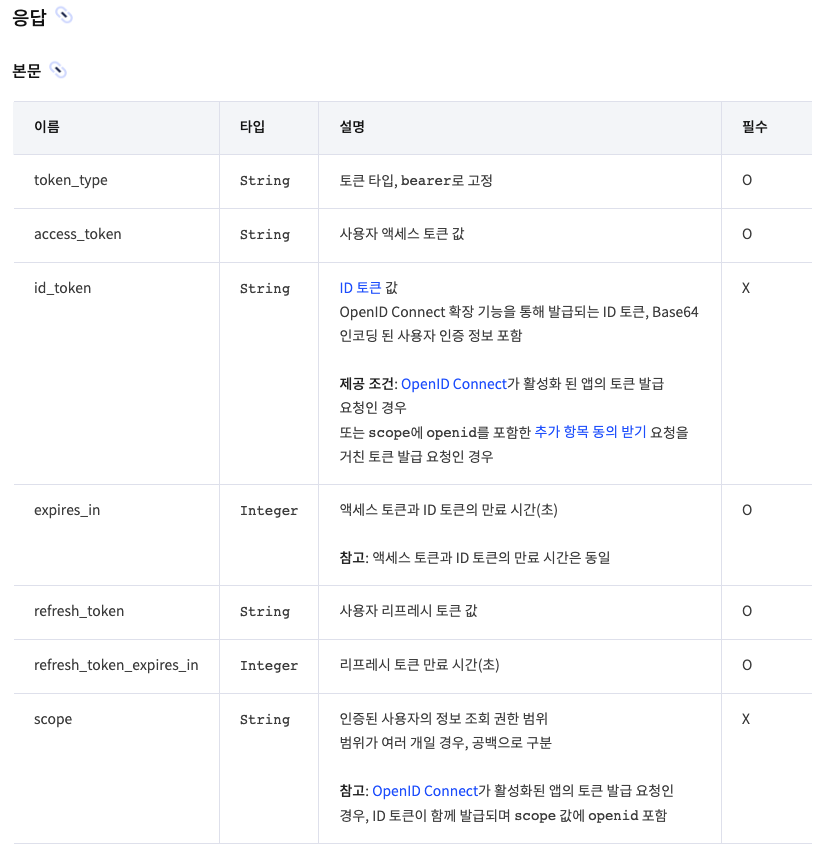 응답
본문
이름 타입 설명 필수
token_type String 토큰 타입, bearer로 고정 O
access_token String 사용자 액세스 토큰 값 O
id_token String ID 토큰 값 X
OpenID Connect 확장 기능을 통해 발급되는 ID 토큰, Base64
인코딩 된 사용자 인증 정보 포함
제공 조건: OpenID Connect가 활성화 된 앱의 토큰 발급
요청인 경우
또는 scope에 openid를 포함한 추가 항목 동의 받기 요청을
거친 토큰 발급 요청인 경우
expires_in Integer 액세스 토큰과 ID 토큰의 만료 시간(초) O
참고: 액세스 토큰과 ID 토큰의 만료 시간은 동일
refresh_token String 사용자 리프레시 토큰 값 O
refresh_token_expires_in Integer 리프레시 토큰 만료 시간(초) O
scope String 인증된 사용자의 정보 조회 권한 범위 X
범위가 여러 개일 경우, 공백으로 구분
참고: OpenID Connect가 활성화된 앱의 토큰 발급 요청인
경우, ID 토큰이 함께 발급되며 scope 값에 openid 포함